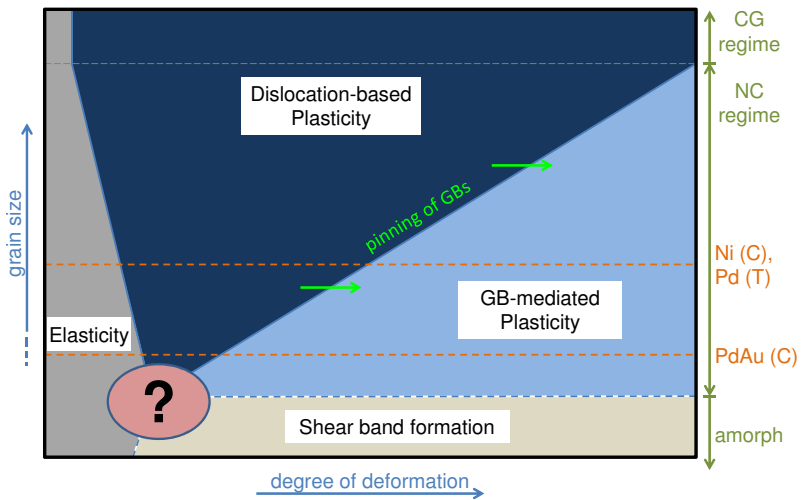 CG
regime
NC
regime
Dislocation-based
Plasticity
pinning of GBs
grain size
Ni (C),
Pd (T)
GB-mediated
Plasticity
Elasticity
PdAu (C)
?
Shear band formation
amorph
degree of deformation